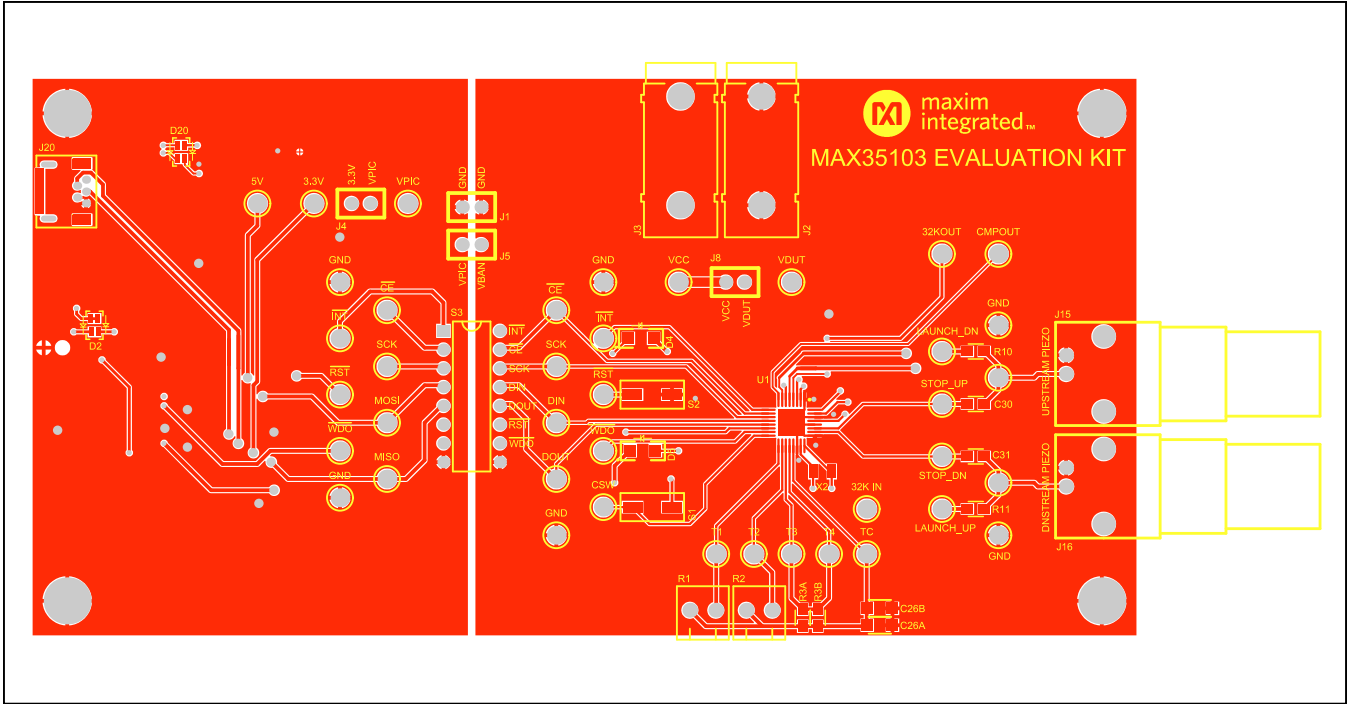 maxim
integrated™
MAX35103 EVALUATION KIT
D20
J20
5V
3.3V
3.3V
VPIC
VPIC
J4
GND
GND
J1
J5
VPIC
VBAN
J3
J2
GND
CE
INT
SCK
RST
MOSI
WDO
MISO
GND
D2
S3
INT
CE
SCK
DIN
DOUT
RST
WDO
CE
GND
VCC
J8
VDUT
VCC
VDUT
INT
D4
SCK
RST
S2
DIN
WDO
DOUT
CSW
S1
GND
U1
X2
32K IN
32KOUT
CMPOUT
GND
LAUNCH_DN
R10
STOP_UP
C30
C31
STOP_DN
R11
LAUNCH_UP
GND
J15
UPSTREAM PIEZO
DNSTREAM PIEZO
J16
T1
T2
T3
T4
TC
R1
R2
R3A
R3B
C26B
C26A